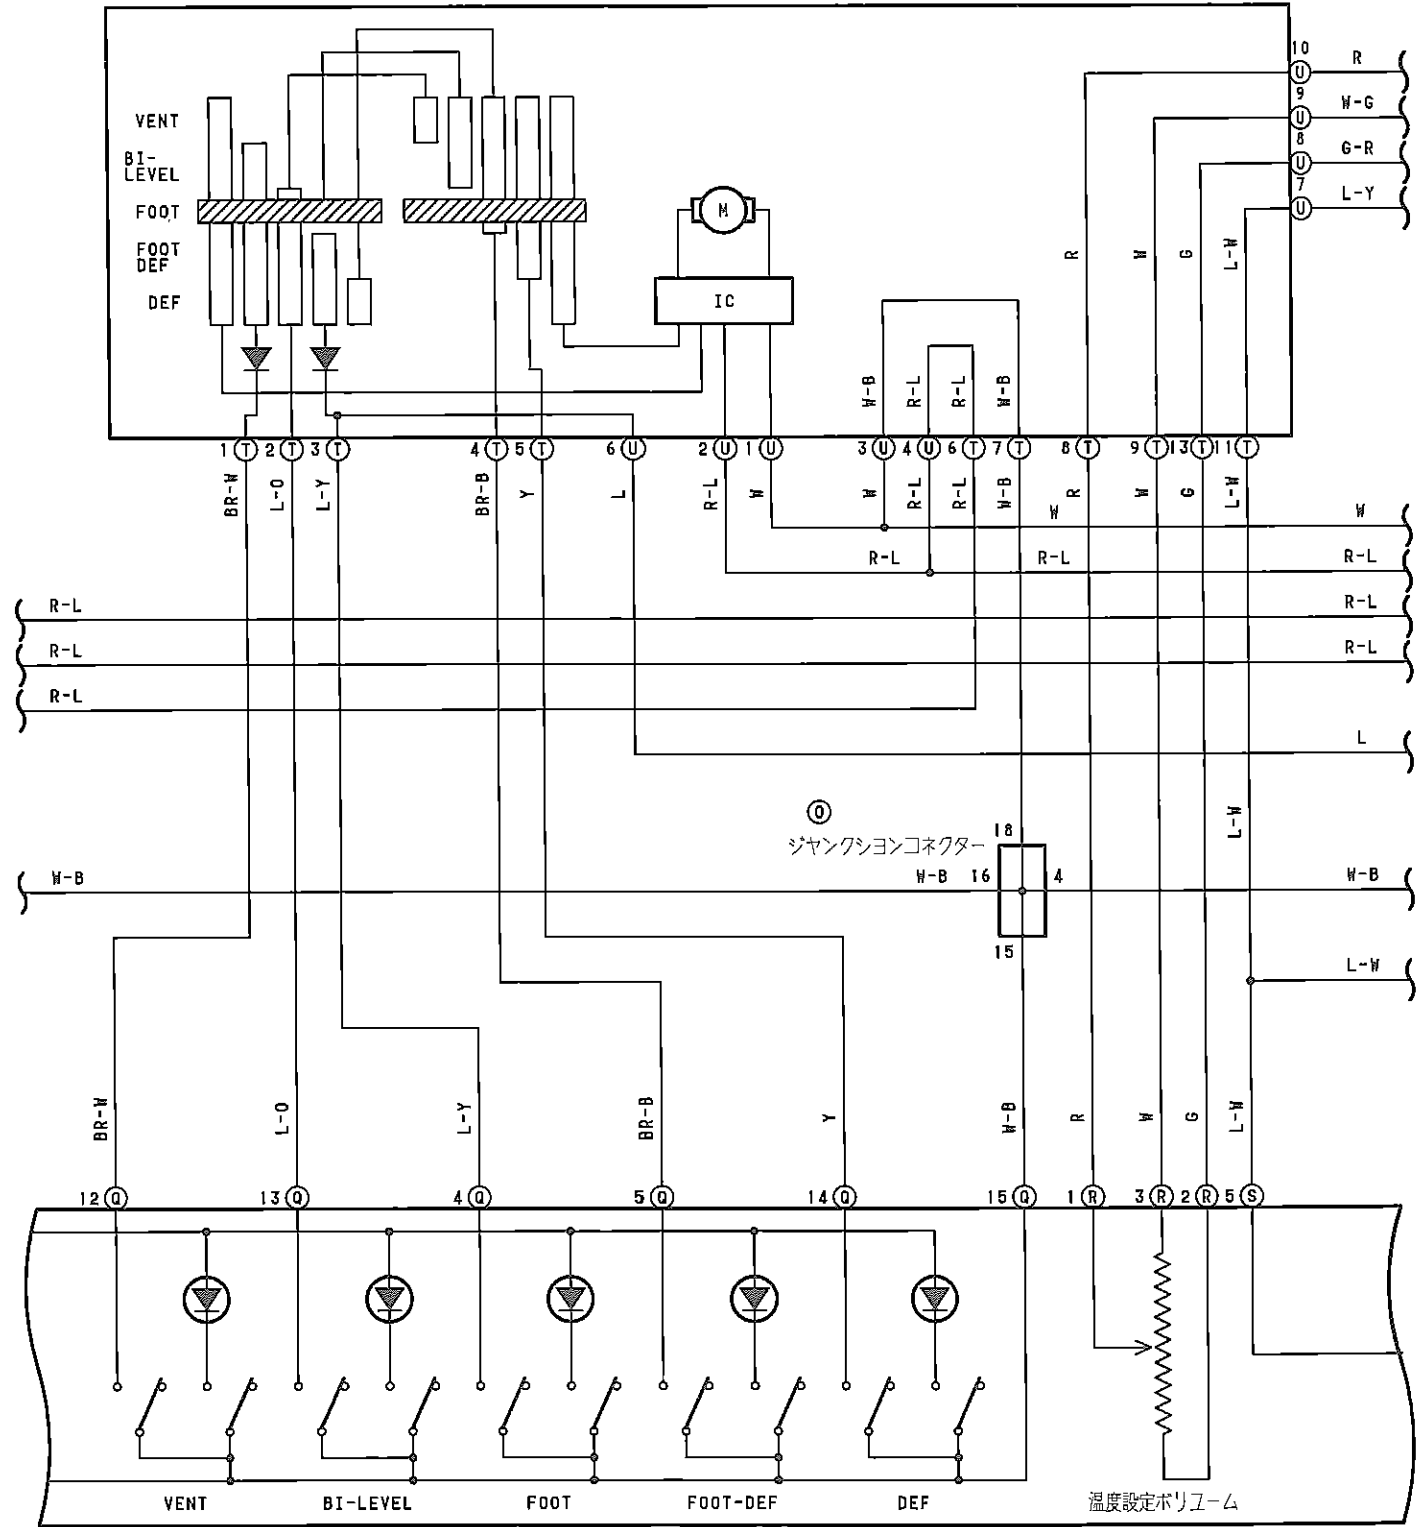 10
R
9
W-G
8
G-R
7
L-Y
U
U
U
U
VENT
BI-
LEVEL
FOOT
FOOT
DEF
DEF
M
IC
R
W
G
L-W
W-B
R-L
R-L
W-B
1 T 2 T 3 T 4 T 5 T 6 U 2 U 1 U 3 U 4 U 6 T 7 T 8 T 9 T 13 T 11 T
BR-W
L-O
L-Y
BR-B
Y
L
R-L
W
W
R-L
R-L
W-B
R
W
G
L-W
W
W
R-L
R-L
R-L
R-L
R-L
R-L
R-L
R-L
L
L-W
O
ジヤンクションコネクター
18
W-B
W-B
16
4
W-B
15
L-W
BR-W
L-O
L-Y
BR-B
Y
W-B
R
W
G
L-W
12 Q 13 Q 4 Q 5 Q 14 Q 15 Q 1 R 3 R 2 R 5 S
VENT
BI-LEVEL
FOOT
FOOT-DEF
DEF
温度設定ボリユーム